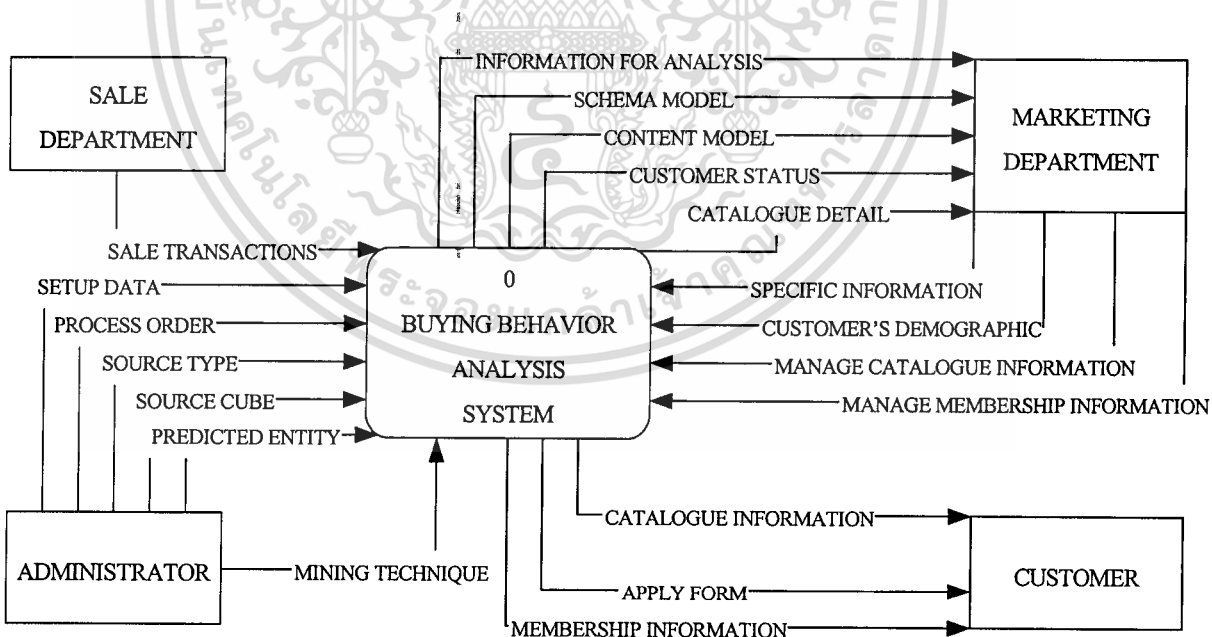 INFORMATION FOR ANALYSIS
SALE
DEPARTMENT
SCHEMA MODEL
CONTENT MODEL
MARKETING
DEPARTMENT
CUSTOMER STATUS
CATALOGUE DETAIL
SALE TRANSACTIONS
SETUP DATA
PROCESS ORDER
SOURCE TYPE
SOURCE CUBE
PREDICTED ENTITY
0
BUYING BEHAVIOR
ANALYSIS
SYSTEM
SPECIFIC INFORMATION
CUSTOMER'S DEMOGRAPHIC
MANAGE CATALOGUE INFORMATION
MANAGE MEMBERSHIP INFORMATION
ADMINISTRATOR
MINING TECHNIQUE
CATALOGUE INFORMATION
APPLY FORM
MEMBERSHIP INFORMATION
CUSTOMER